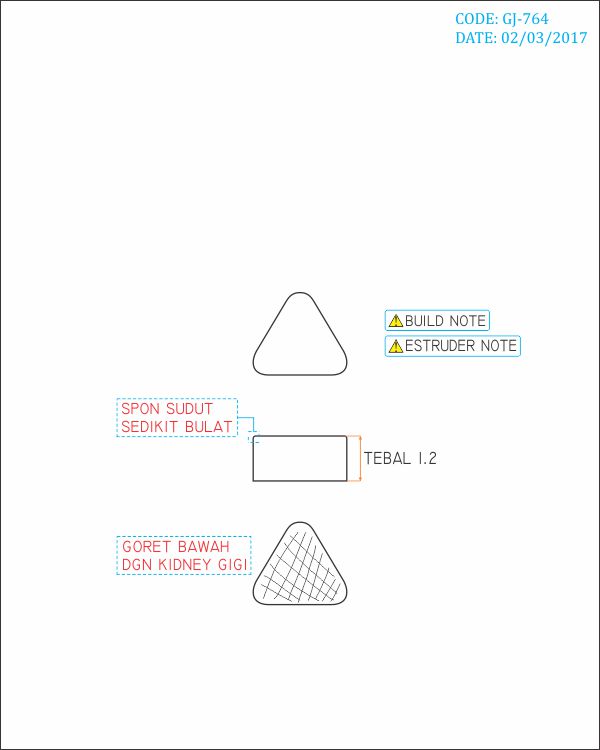 CODE: GJ-764
DATE: 02/03/2017
BUILD NOTE
ESTRUDER NOTE
SPON SUDUT
SEDIKIT BULAT
TEBAL 1.2
GORET BAWAH
DGN KIDNEY GIGI